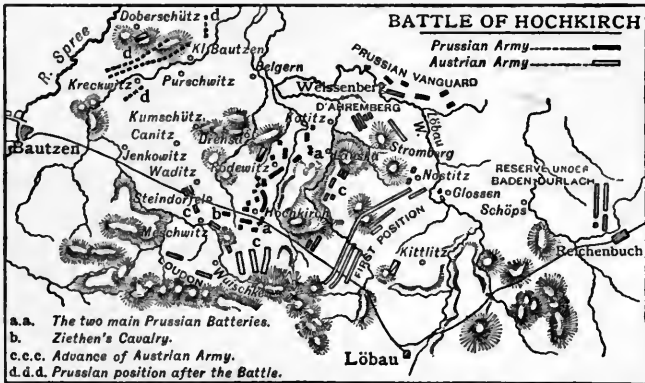 BATTLE OF HOCHKIRCH
Prussian Army
Austrian Army
Doberschütz
d
R. Spree
d
Kl. Bautzen
Belgern
Kreckwitz
Purschwitz
d
PRUSSIAN VANGUARD
Weissenberg
D'AHREMBERG
Kumschütz
Canitz
Drehsa
Kotitz
Löbau W.
Bautzen
Jenkowitz
a
Lauska
Stromberg
Waditz
Rodewitz
c
Nostitz
RESERVE UNDER
BADEN DURLACH
Glossen
Steindorfel
Schöps
c
b
Hochkirch
a
Meschwitz
c
FIRST POSITION
Reichenbach
Kittlitz
LOUDON
Wuischke
a.a. The two main Prussian Batteries.
b. Ziethen's Cavalry.
c.c.c. Advance of Austrian Army.
d.d.d. Prussian position after the Battle.
Löbau